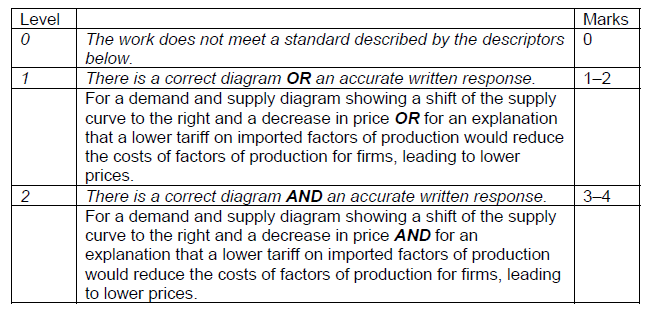 Level Marks
0 The work does not meet a standard described by the descriptors 0
below.
1 There is a correct diagram OR an accurate written response. 1–2
For a demand and supply diagram showing a shift of the supply
curve to the right and a decrease in price OR for an explanation
that a lower tariff on imported factors of production would reduce
the costs of factors of production for firms, leading to lower
prices.
2 There is a correct diagram AND an accurate written response. 3–4
For a demand and supply diagram showing a shift of the supply
curve to the right and a decrease in price AND for an
explanation that a lower tariff on imported factors of production
would reduce the costs of factors of production for firms, leading
to lower prices.